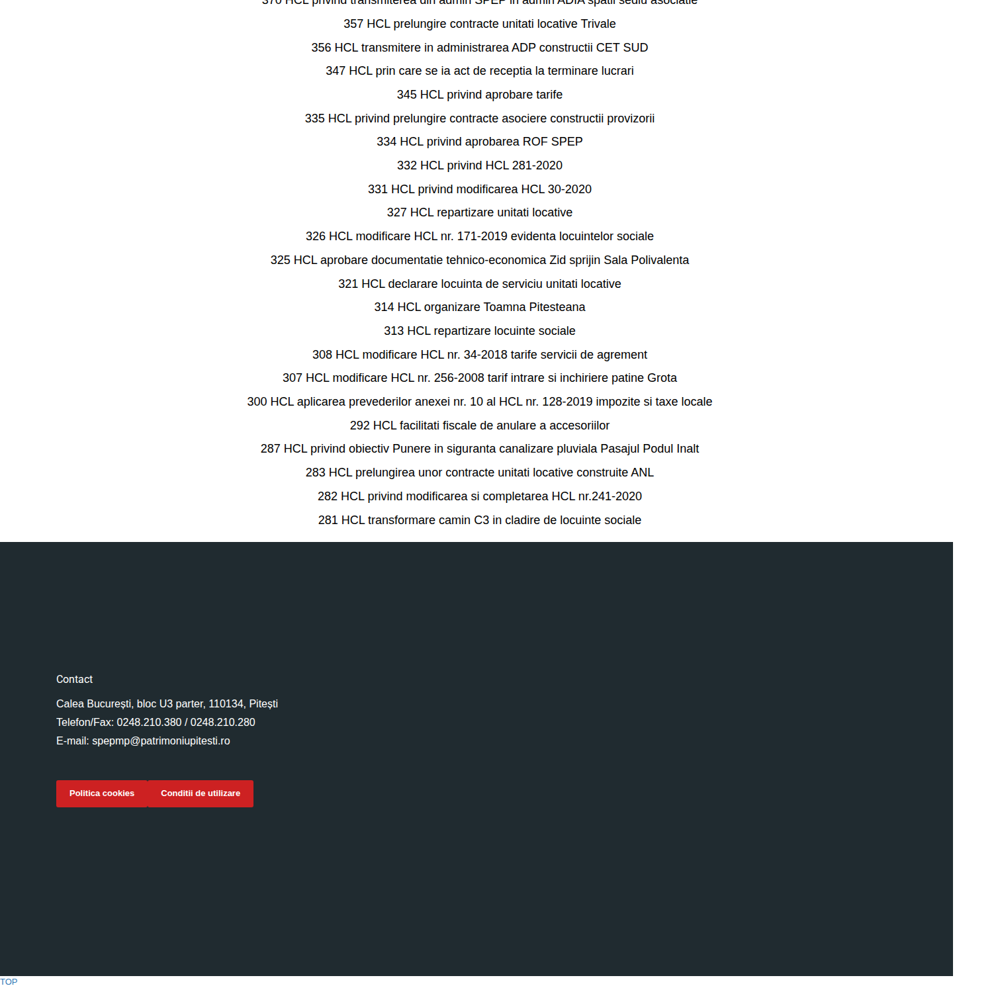 370 HCL privind transmiterea din admin SPEP in admin ADIA spatii sediu asociatie
357 HCL prelungire contracte unitati locative Trivale
356 HCL transmitere in administrarea ADP constructii CET SUD
347 HCL prin care se ia act de receptia la terminare lucrari
345 HCL privind aprobare tarife
335 HCL privind prelungire contracte asociere constructii provizorii
334 HCL privind aprobarea ROF SPEP
332 HCL privind HCL 281-2020
331 HCL privind modificarea HCL 30-2020
327 HCL repartizare unitati locative
326 HCL modificare HCL nr. 171-2019 evidenta locuintelor sociale
325 HCL aprobare documentatie tehnico-economica Zid sprijin Sala Polivalenta
321 HCL declarare locuinta de serviciu unitati locative
314 HCL organizare Toamna Pitesteana
313 HCL repartizare locuinte sociale
308 HCL modificare HCL nr. 34-2018 tarife servicii de agrement
307 HCL modificare HCL nr. 256-2008 tarif intrare si inchiriere patine Grota
300 HCL aplicarea prevederilor anexei nr. 10 al HCL nr. 128-2019 impozite si taxe locale
292 HCL facilitati fiscale de anulare a accesoriilor
287 HCL privind obiectiv Punere in siguranta canalizare pluviala Pasajul Podul Inalt
283 HCL prelungirea unor contracte unitati locative construite ANL
282 HCL privind modificarea si completarea HCL nr.241-2020
281 HCL transformare camin C3 in cladire de locuinte sociale
Contact
Calea București, bloc U3 parter, 110134, Pitești
Telefon/Fax: 0248.210.380 / 0248.210.280
E-mail: spepmp@patrimoniupitesti.ro
Politica cookies Conditii de utilizare
TOP